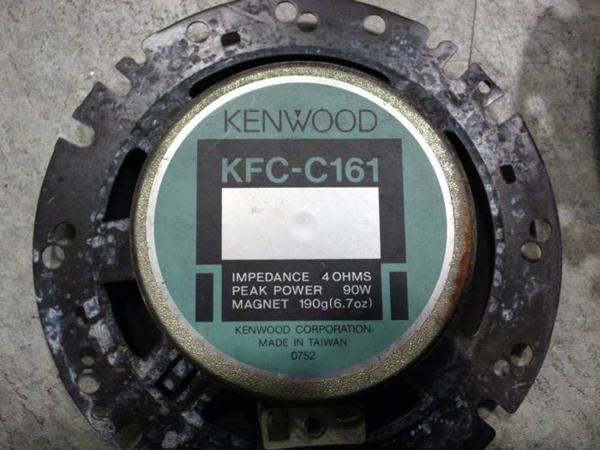 KENWOOD
KFC-C161
IMPEDANCE 4 OHMS
PEAK POWER 90W
MAGNET 190g(6.7oz)
KENWOOD CORPORATION
MADE IN TAIWAN
0752